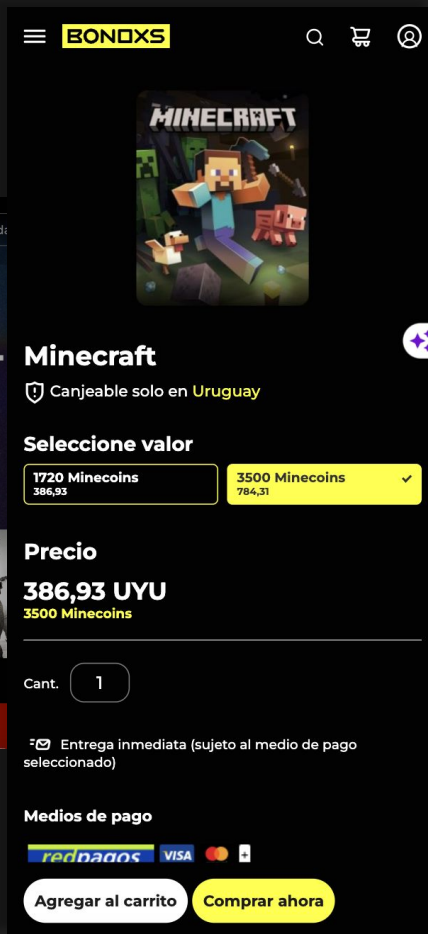 BONOXS
MINECRAFT
Minecraft
Canjeable solo en Uruguay
Seleccione valor
1720 Minecoins
386,93
3500 Minecoins
784,31
Precio
386,93 UYU
3500 Minecoins
Cant.
1
Entrega inmediata (sujeto al medio de pago
seleccionado)
Medios de pago
redpagos VISA
Agregar al carrito
Comprar ahora